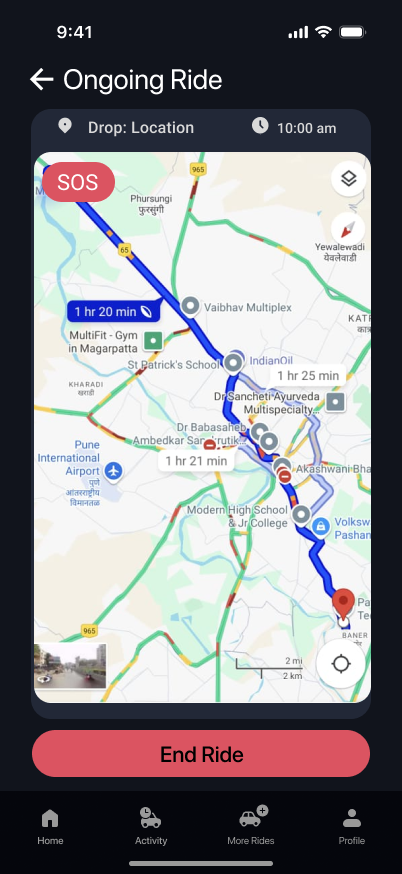 9:41
Ongoing Ride
Drop: Location
10:00 am
SOS
965
Phursungi
फुरसुंगी
Yewalewadi
येवलेवाडी
65
1 hr 20 min
Vaibhav Multiplex
MultiFit - Gym
in Magarpatta
St Patrick's School
IndianOil
1 hr 25 min
KHARADI
खराडी
Dr Sancheti Ayurveda
Multispecialty...
Dr Babasaheb
Ambedkar Sanskrutik...
1 hr 21 min
Pune
International
Airport
पुणे
आंतरराष्ट्रीय
विमानतळ
Akashwani Bha
Modern High School
& Jr College
Volksw
Pashan
Pa
Te
BANER
965
2 mi
2 km
End Ride
Home
Activity
More Rides
Profile